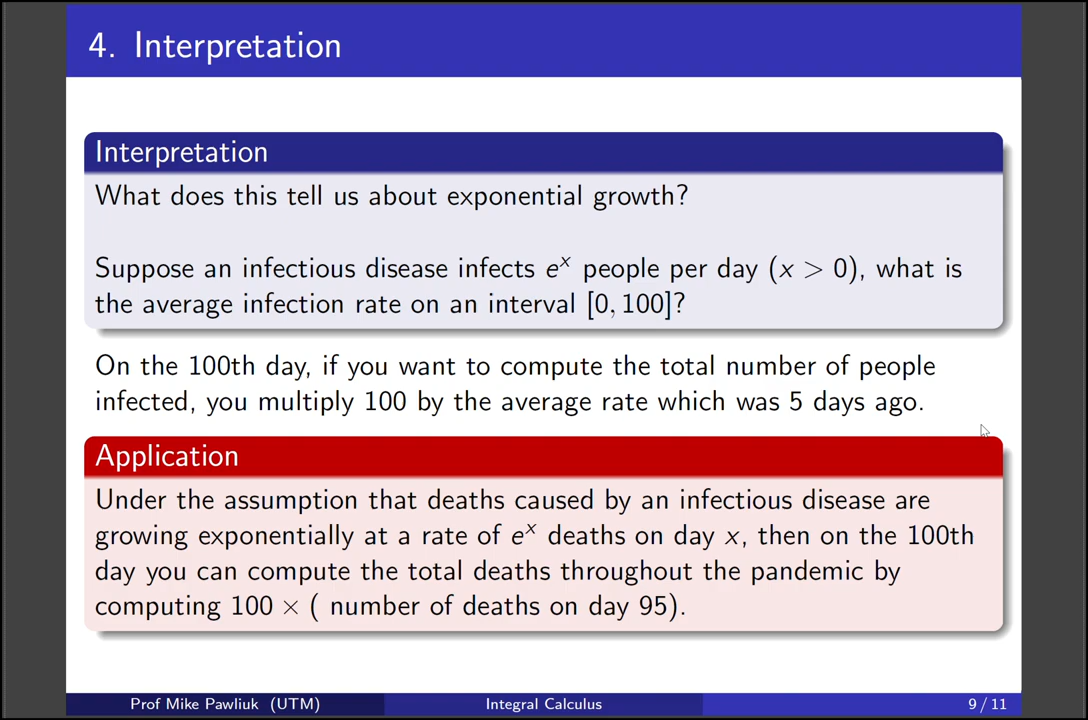 4. Interpretation
Interpretation
What does this tell us about exponential growth?
Suppose an infectious disease infects eˣ people per day (x > 0), what is
the average infection rate on an interval [0, 100]?
On the 100th day, if you want to compute the total number of people
infected, you multiply 100 by the average rate which was 5 days ago.
Application
Under the assumption that deaths caused by an infectious disease are
growing exponentially at a rate of eˣ deaths on day x, then on the 100th
day you can compute the total deaths throughout the pandemic by
computing 100 × ( number of deaths on day 95).
Prof Mike Pawliuk (UTM) Integral Calculus 9 / 11